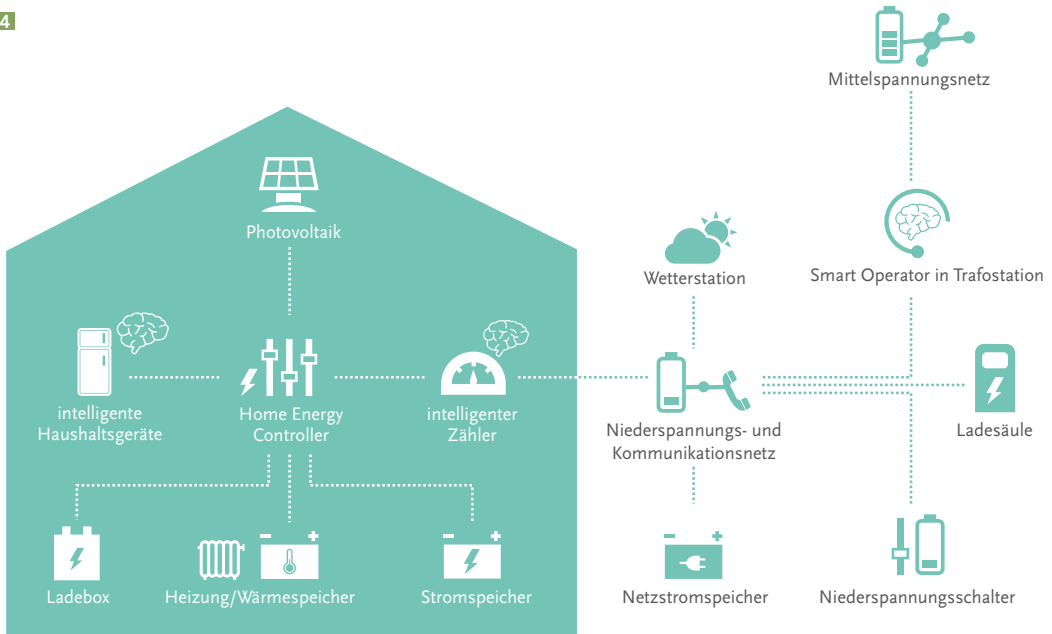 4
Mittelspannungsnetz
Photovoltaik
Wetterstation
Smart Operator in Trafostation
intelligente
Haushaltsgeräte
Home Energy
Controller
intelligenter
Zähler
Niederspannungs- und
Kommunikationsnetz
Ladesäule
Ladebox
Heizung/Wärmespeicher
Stromspeicher
Netzstromspeicher
Niederspannungsschalter